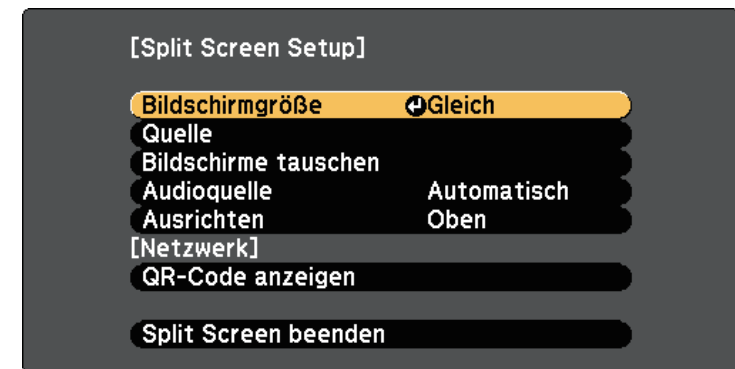 [Split Screen Setup]
Bildschirmgröße Gleich
Quelle
Bildschirme tauschen
Audioquelle Automatisch
Ausrichten Oben
[Netzwerk]
QR-Code anzeigen
Split Screen beenden